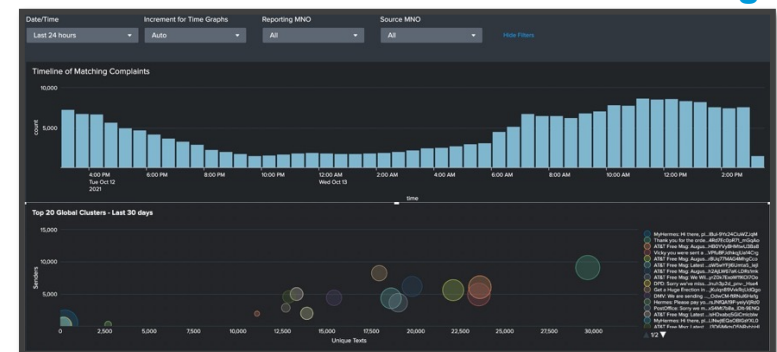 Date/Time Increment for Time Graphs Reporting MNO Source MNO
Last 24 hours Auto All All Hide Filters
Timeline of Matching Complaints
10,000
5,000
count
4:00 PM 6:00 PM 8:00 PM 10:00 PM 12:00 AM 2:00 AM 4:00 AM 6:00 AM 8:00 AM 10:00 AM 12:00 PM 2:00 PM
Tue Oct 12 Wed Oct 13
2021
time
Top 20 Global Clusters - Last 30 days
15,000
10,000
5,000
Senders
0 2,500 5,000 7,500 10,000 12,500 15,000 17,500 20,000 22,500 25,000 27,500 30,000
Unique Texts
MyHermes: Hi there, pl...
Thank you for the orde...
AT&T Free Msg: Augus...
Vicky you were sent a
AT&T Free Msg: Augus...
AT&T Free Msg: Latest
AT&T Free Msg: Augus...
AT&T Free Msg: We Wil...
DPD: Sorry we've miss...
Get a Huge Erection in
DMV: We are sending
Hermes: Please pay yo...
PostOffice: Sorry we m...
AT&T Free Msg: Latest
Hermes: Hi there, pl...
AT&T Free Msg: Latest
1/2